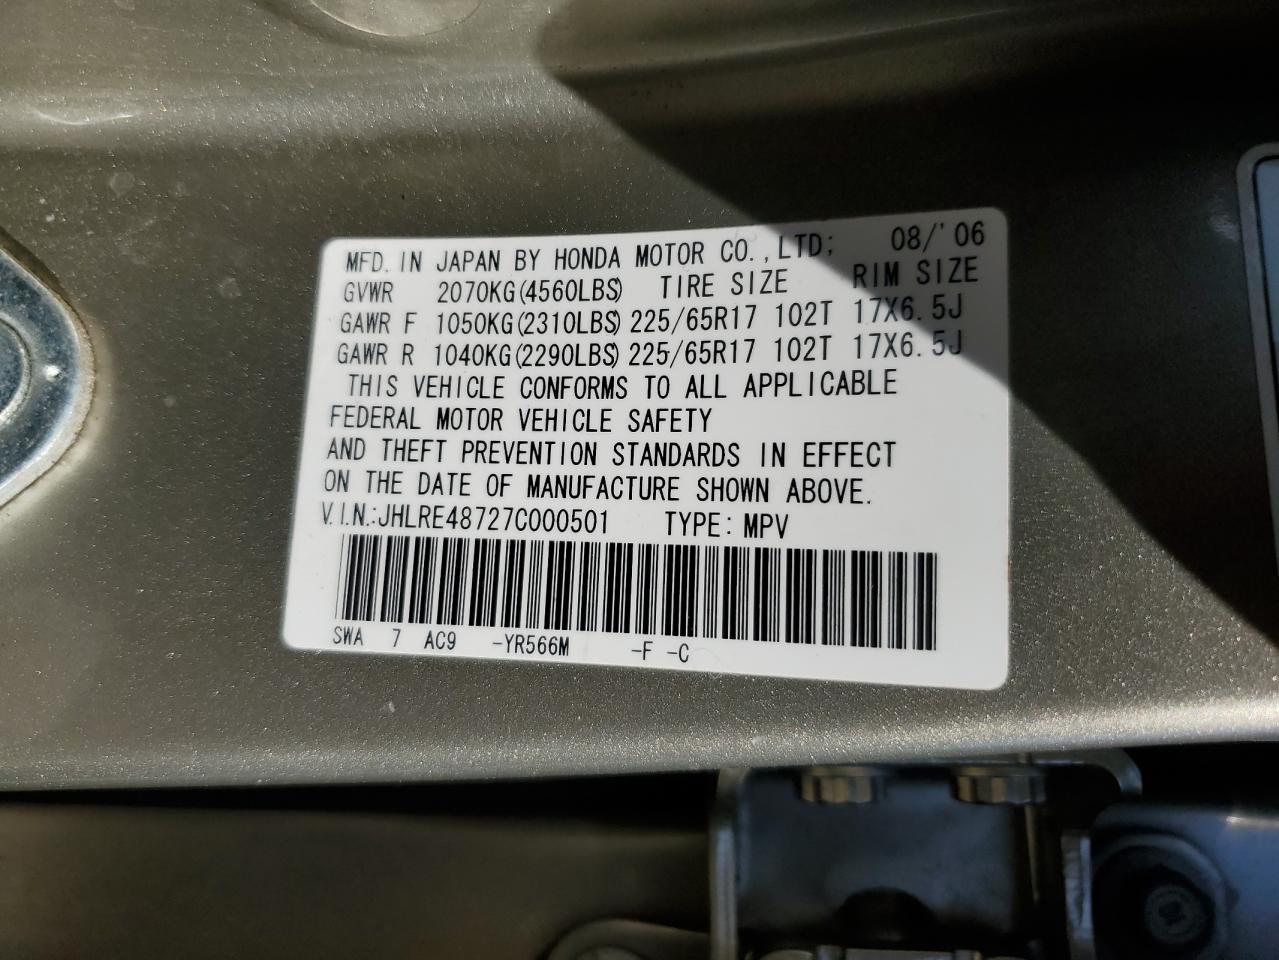 MFD. IN JAPAN BY HONDA MOTOR CO., LTD; 08/'06
GVWR 2070KG(4560LBS) TIRE SIZE RIM SIZE
GAWR F 1050KG(2310LBS) 225/65R17 102T 17X6.5J
GAWR R 1040KG(2290LBS) 225/65R17 102T 17X6.5J
THIS VEHICLE CONFORMS TO ALL APPLICABLE
FEDERAL MOTOR VEHICLE SAFETY
AND THEFT PREVENTION STANDARDS IN EFFECT
ON THE DATE OF MANUFACTURE SHOWN ABOVE.
V.I.N.:JHLRE48727C000501 TYPE: MPV
SWA 7 AC9 -YR566M -F -C